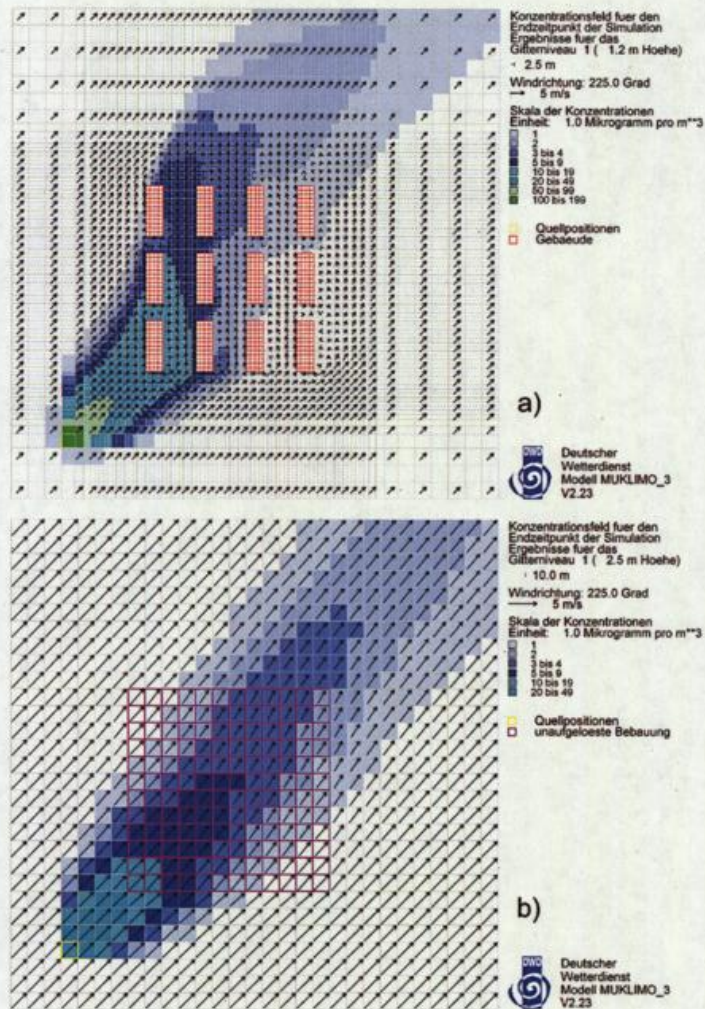 Konzentrationsfeld fuer den
Endzeitpunkt der Simulation
Ergebnisse fuer das
Gitterniveau 1 ( 1.2 m Hoehe)
2.5 m
Windrichtung: 225.0 Grad
5 m/s
Skala der Konzentrationen
Einheit: 1.0 Mikrogramm pro m**3
1
2
3 bis 4
5 bis 9
10 bis 19
20 bis 49
50 bis 99
100 bis 199
Quellpositionen
Gebaeude
a)
DWD
Deutscher
Wetterdienst
Modell MUKLIMO_3
V2.23
Konzentrationsfeld fuer den
Endzeitpunkt der Simulation
Ergebnisse fuer das
Gitterniveau 1 ( 2.5 m Hoehe)
10.0 m
Windrichtung: 225.0 Grad
5 m/s
Skala der Konzentrationen
Einheit: 1.0 Mikrogramm pro m**3
1
2
3 bis 4
5 bis 9
10 bis 19
20 bis 49
Quellpositionen
unaufgeloeste Bebauung
b)
DWD
Deutscher
Wetterdienst
Modell MUKLIMO_3
V2.23